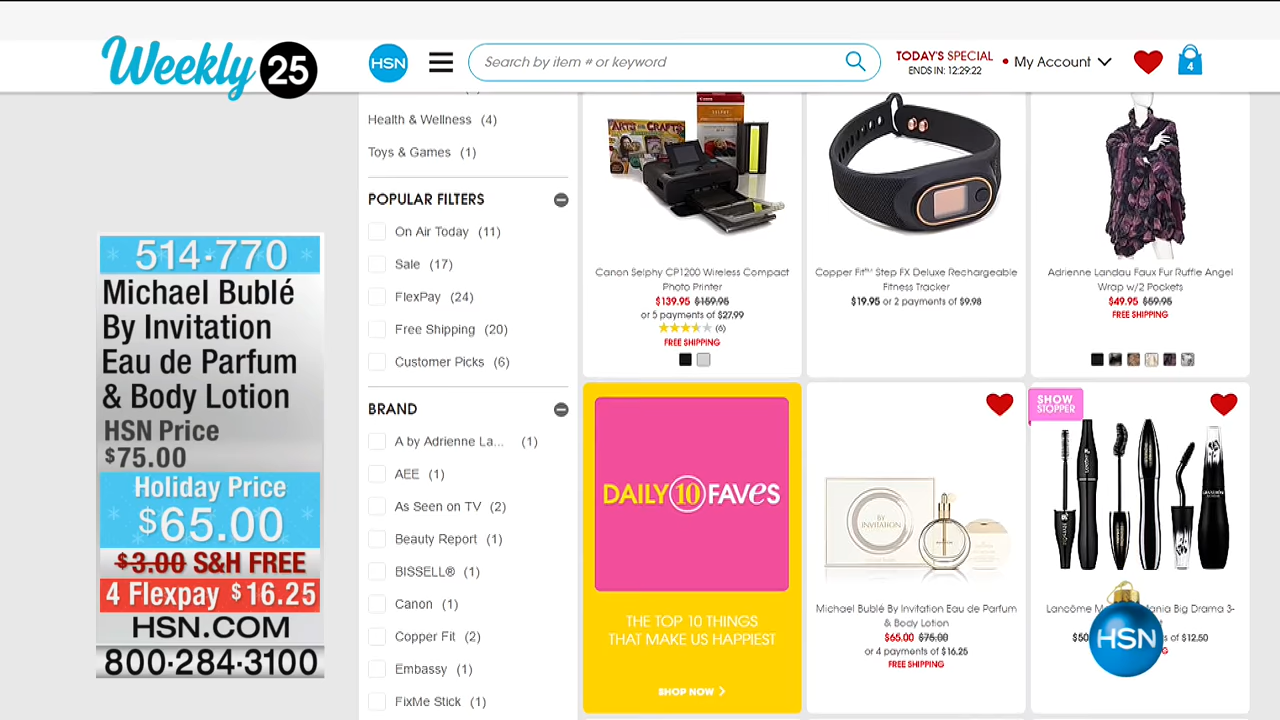 Weekly 25
HSN
Search by item # or keyword
TODAY'S SPECIAL
ENDS IN: 12:29:22
My Account
4
Health & Wellness (4)
Toys & Games (1)
POPULAR FILTERS
On Air Today (11)
Sale (17)
FlexPay (24)
Free Shipping (20)
Customer Picks (6)
BRAND
A by Adrienne La... (1)
AEE (1)
As Seen on TV (2)
Beauty Report (1)
BISSELL® (1)
Canon (1)
Copper Fit (2)
Embassy (1)
FixMe Stick (1)
514·770
Michael Bublé
By Invitation
Eau de Parfum
& Body Lotion
HSN Price
$75.00
Holiday Price
$65.00
$3.00 S&H FREE
4 Flexpay $16.25
HSN.COM
800·284·3100
Canon
ARTS and CRAFTS
Canon Selphy CP1200 Wireless Compact
Photo Printer
$139.95 $159.95
or 5 payments of $27.99
(6)
FREE SHIPPING
Copper Fit™ Step FX Deluxe Rechargeable
Fitness Tracker
$19.95 or 2 payments of $9.98
Adrienne Landau Faux Fur Ruffle Angel
Wrap w/2 Pockets
$49.95 $59.95
FREE SHIPPING
DAILY 10 FAVES
THE TOP 10 THINGS
THAT MAKE US HAPPIEST
SHOP NOW
BY
INVITATION
Michael Bublé By Invitation Eau de Parfum
& Body Lotion
$65.00 $75.00
or 4 payments of $16.25
FREE SHIPPING
SHOW
STOPPER
Lancôme Big Drama 3-
$50 of $12.50
HSN